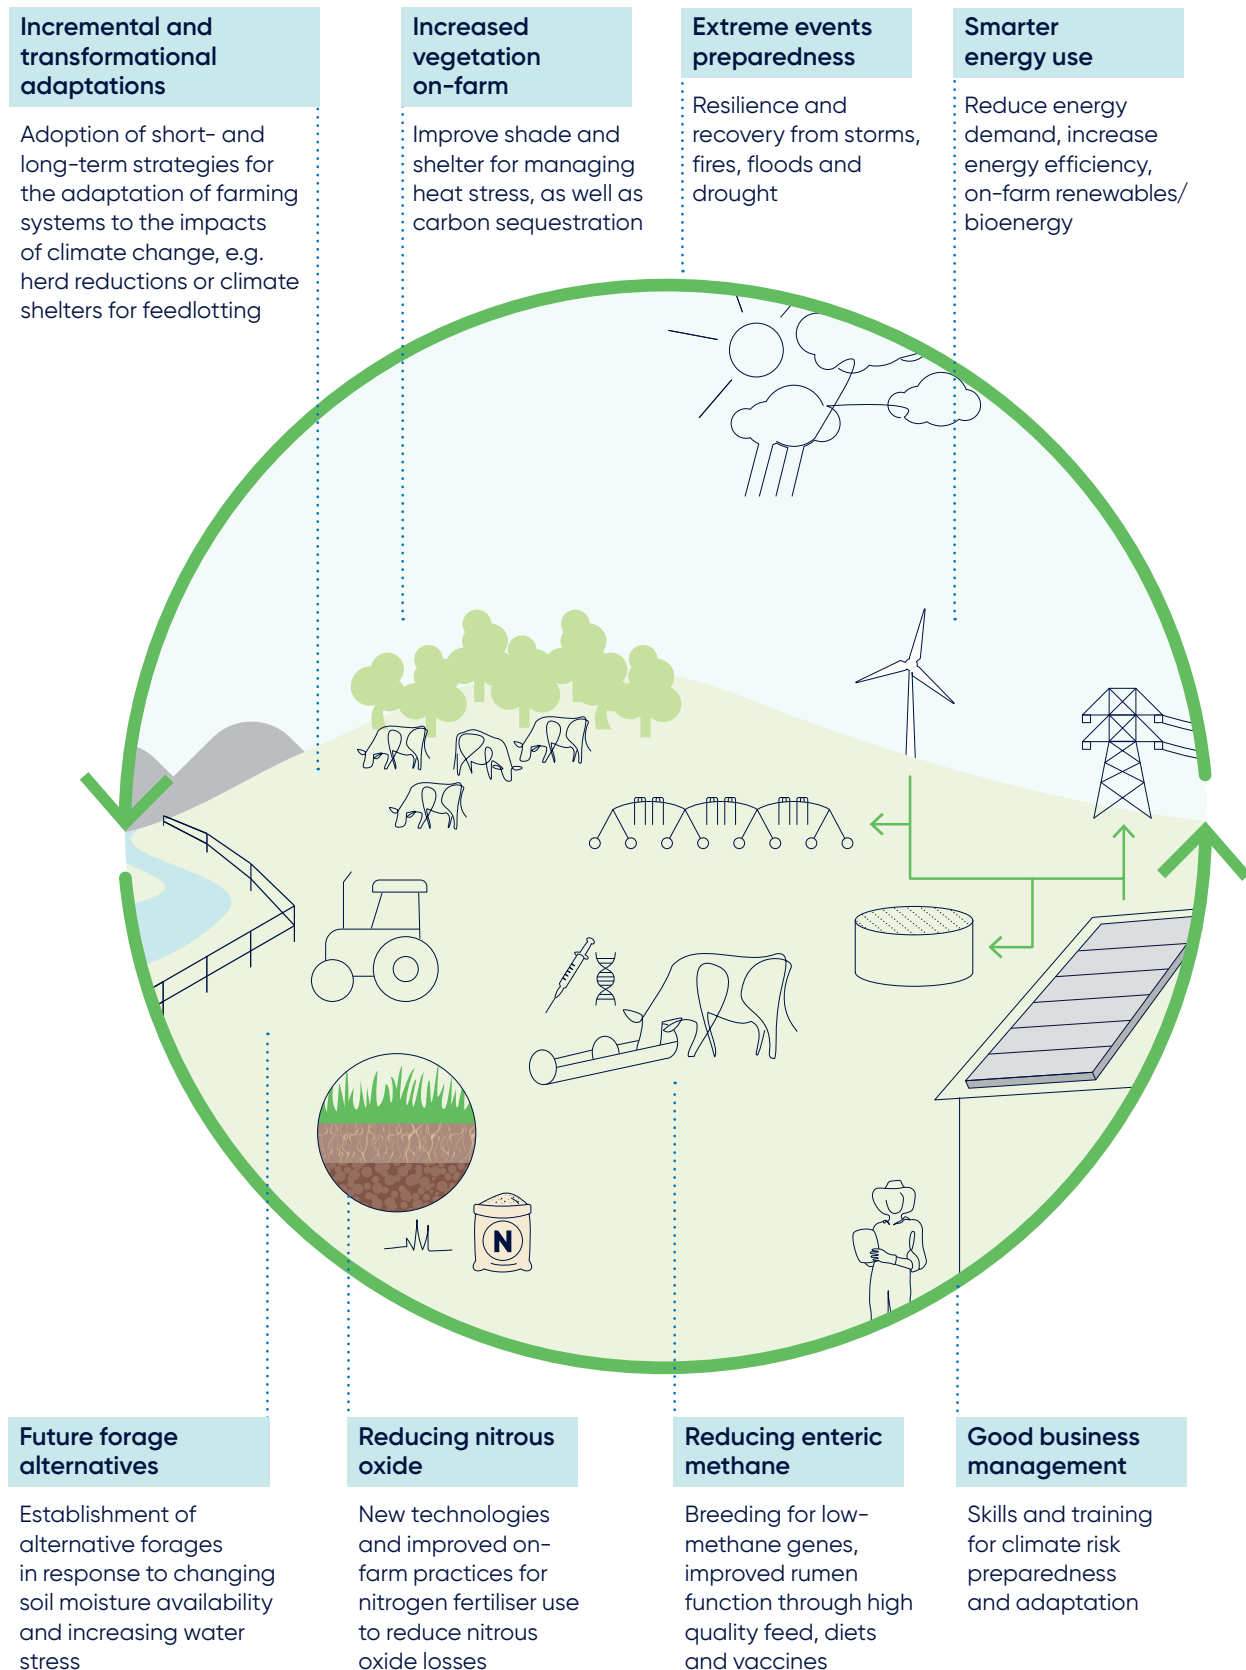 Incremental and
transformational
adaptations
Adoption of short- and
long-term strategies for
the adaptation of farming
systems to the impacts
of climate change, e.g.
herd reductions or climate
shelters for feedlotting
Increased
vegetation
on-farm
Improve shade and
shelter for managing
heat stress, as well as
carbon sequestration
Extreme events
preparedness
Resilience and
recovery from storms,
fires, floods and
drought
Smarter
energy use
Reduce energy
demand, increase
energy efficiency,
on-farm renewables/
bioenergy
N
Future forage
alternatives
Establishment of
alternative forages
in response to changing
soil moisture availability
and increasing water
stress
Reducing nitrous
oxide
New technologies
and improved on-
farm practices for
nitrogen fertiliser use
to reduce nitrous
oxide losses
Reducing enteric
methane
Breeding for low-
methane genes,
improved rumen
function through high
quality feed, diets
and vaccines
Good business
management
Skills and training
for climate risk
preparedness
and adaptation